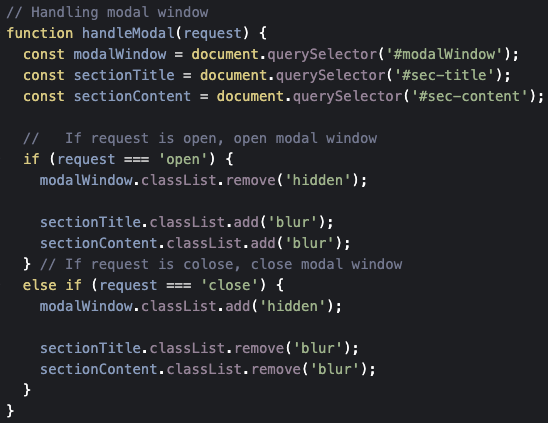 // Handling modal window
function handleModal(request) {
  const modalWindow = document.querySelector('#modalWindow');
  const sectionTitle = document.querySelector('#sec-title');
  const sectionContent = document.querySelector('#sec-content');

  //   If request is open, open modal window
  if (request === 'open') {
    modalWindow.classList.remove('hidden');

    sectionTitle.classList.add('blur');
    sectionContent.classList.add('blur');
  } // If request is colose, close modal window
  else if (request === 'close') {
    modalWindow.classList.add('hidden');

    sectionTitle.classList.remove('blur');
    sectionContent.classList.remove('blur');
  }
}